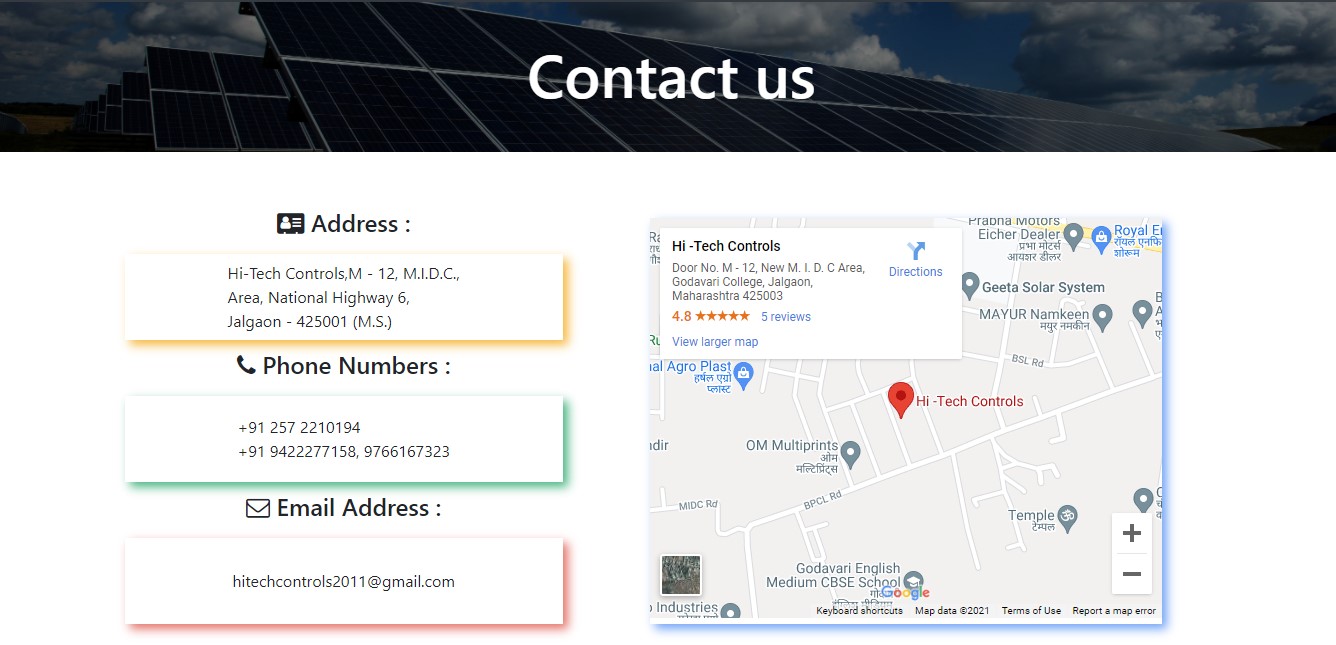 Contact us
Address :
Hi-Tech Controls,M - 12, M.I.D.C.,
Area, National Highway 6,
Jalgaon - 425001 (M.S.)
Phone Numbers :
+91 257 2210194
+91 9422277158, 9766167323
Email Address :
hitechcontrols2011@gmail.com
Hi -Tech Controls
Door No. M - 12, New M. I. D. C Area,
Godavari College, Jalgaon,
Maharashtra 425003
4.8
5 reviews
View larger map
Directions
Prabha Motors
Eicher Dealer
प्रभा मोटर्स
आयशर डीलर
Royal
रॉयल
शोरूम
Geeta Solar System
MAYUR Namkeen
मयुर नमकीन
BSL Rd
Agro Plast
हर्षल एग्रो
प्लास्ट
Hi -Tech Controls
OM Multiprints
ओम
मल्टिप्रिंट्स
MIDC Rd
BPCL Rd
Temple
टेम्पल
Godavari English
Medium CBSE School
Industries
Google
Keyboard shortcuts
Map data ©2021
Terms of Use
Report a map error